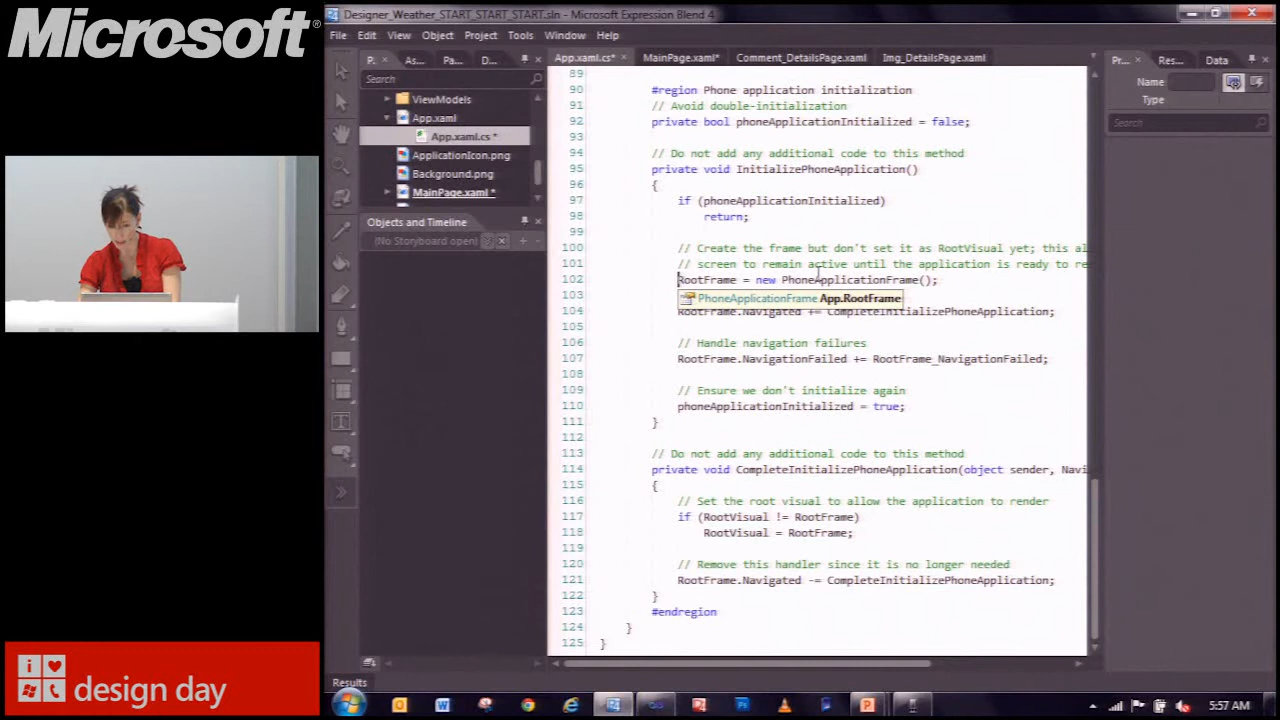 Microsoft®
Designer_Weather_START_START_START.sln - Microsoft Expression Blend 4
File Edit View Object Project Tools Window Help
P... As... Pa... D...
App.xaml.cs* MainPage.xaml* Comment_DetailsPage.xaml Img_DetailsPage.xaml
Pr... Res... Data
Search
ViewModels
App.xaml
App.xaml.cs *
ApplicationIcon.png
Background.png
MainPage.xaml *
Objects and Timeline
(No Storyboard open)
Name
Type
Search
89
90 #region Phone application initialization
91 // Avoid double-initialization
92 private bool phoneApplicationInitialized = false;
93
94 // Do not add any additional code to this method
95 private void InitializePhoneApplication()
96 {
97 if (phoneApplicationInitialized)
98 return;
99
100 // Create the frame but don't set it as RootVisual yet; this al
101 // screen to remain active until the application is ready to re
102 RootFrame = new PhoneApplicationFrame();
103 PhoneApplicationFrame App.RootFrame
104 RootFrame.Navigated += CompleteInitializePhoneApplication;
105
106 // Handle navigation failures
107 RootFrame.NavigationFailed += RootFrame_NavigationFailed;
108
109 // Ensure we don't initialize again
110 phoneApplicationInitialized = true;
111 }
112
113 // Do not add any additional code to this method
114 private void CompleteInitializePhoneApplication(object sender, Navi
115 {
116 // Set the root visual to allow the application to render
117 if (RootVisual != RootFrame)
118 RootVisual = RootFrame;
119
120 // Remove this handler since it is no longer needed
121 RootFrame.Navigated -= CompleteInitializePhoneApplication;
122 }
123 #endregion
124 }
125 }
Results
i
design day
5:57 AM